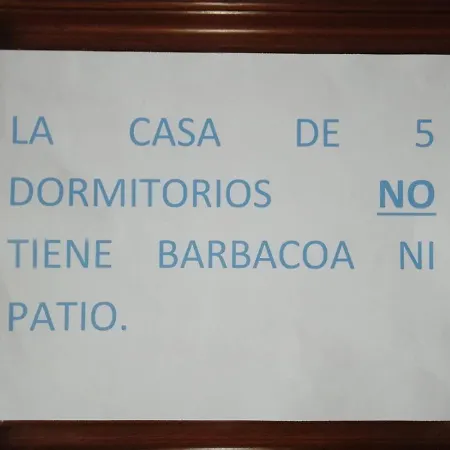 LA CASA DE 5
DORMITORIOS NO
TIENE BARBACOA NI
PATIO.